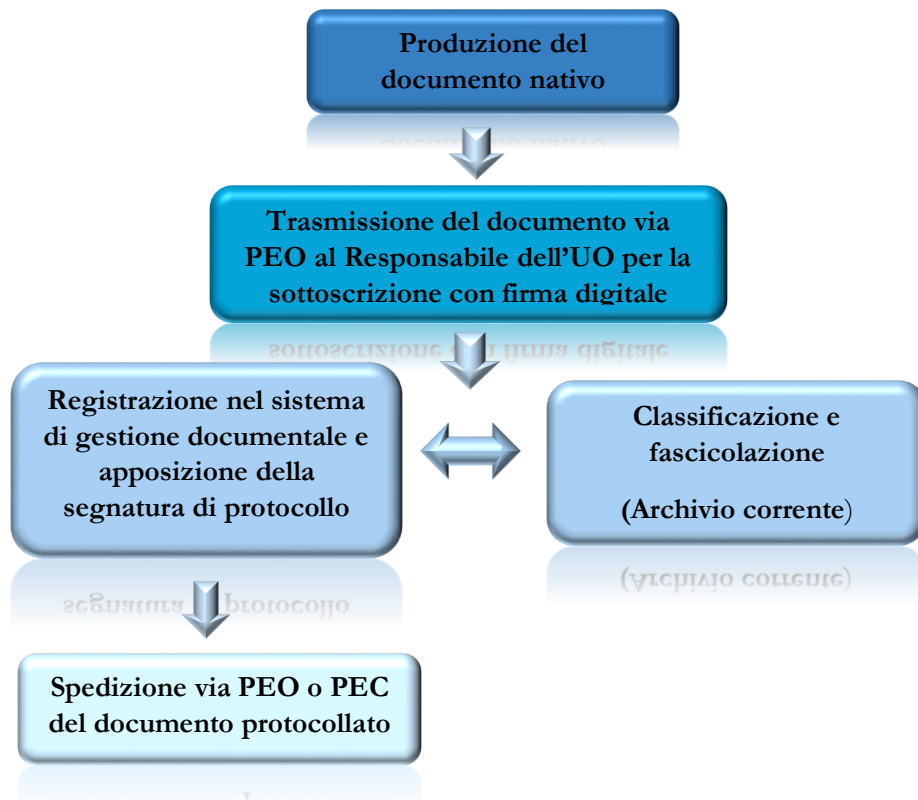 Produzione del
documento nativo
Trasmissione del documento via
PEO al Responsabile dell’UO per la
sottoscrizione con firma digitale
Registrazione nel sistema
di gestione documentale e
apposizione della
segnatura di protocollo
Classificazione e
fascicolazione
(Archivio corrente)
Spedizione via PEO o PEC
del documento protocollato